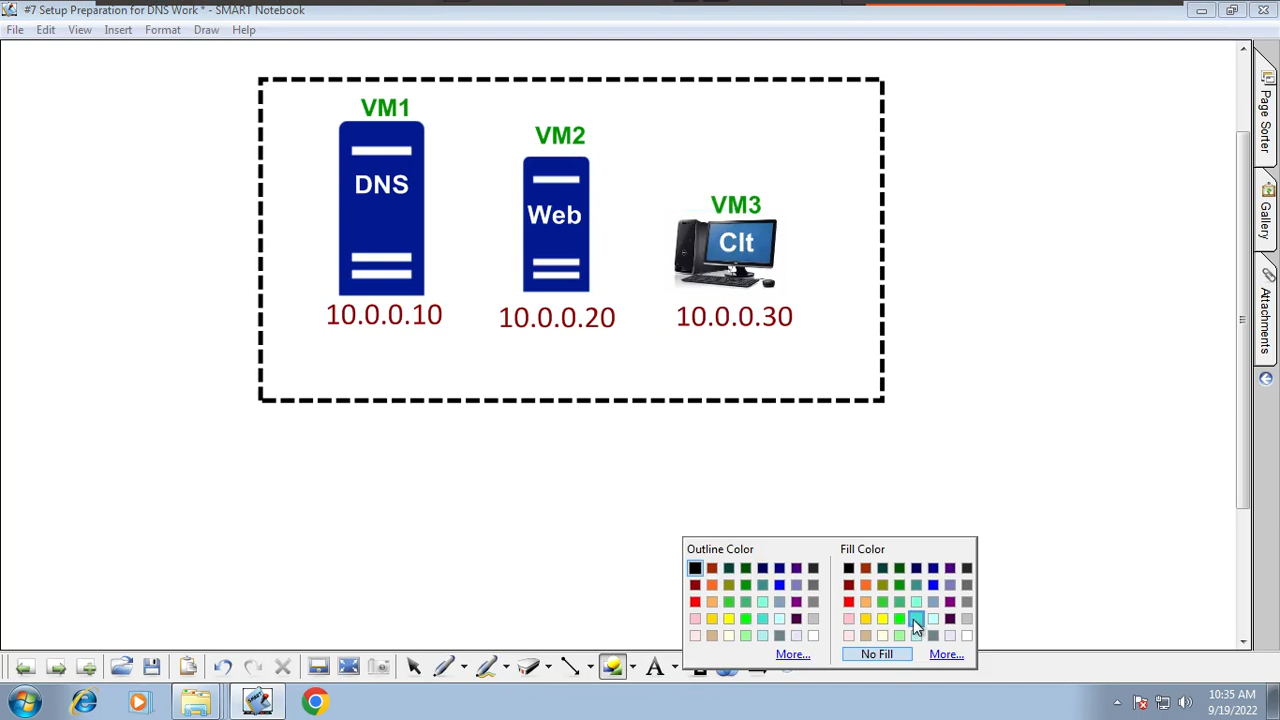 #7 Setup Preparation for DNS Work * - SMART Notebook
File Edit View Insert Format Draw Help
VM1
VM2
VM3
DNS
Web
Clt
10.0.0.10
10.0.0.20
10.0.0.30
Page Sorter
Gallery
Attachments
Outline Color
Fill Color
More...
No Fill
More...
A
10:35 AM
9/19/2022